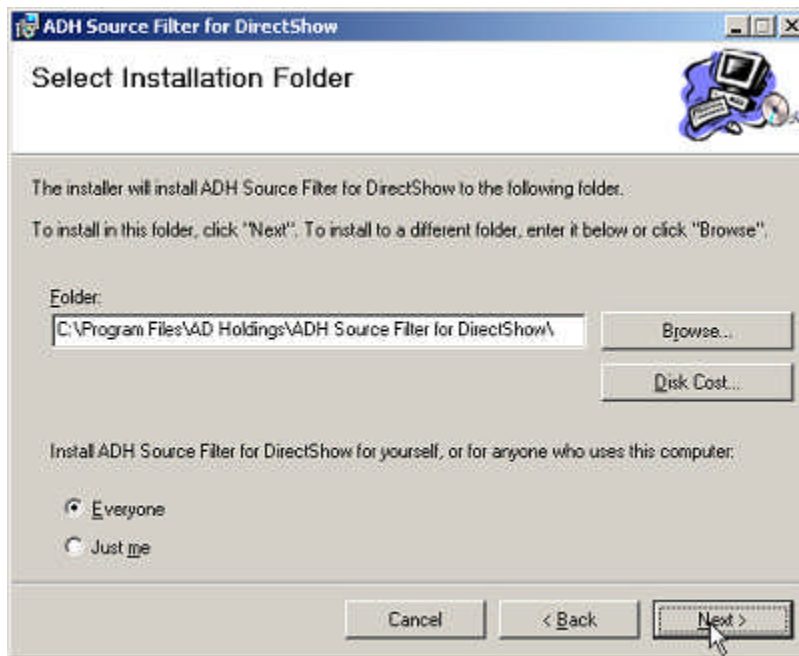 ADH Source Filter for DirectShow
Select Installation Folder
The installer will install ADH Source Filter for DirectShow to the following folder.
To install in this folder, click "Next". To install to a different folder, enter it below or click "Browse".
Folder:
C:\Program Files\AD Holdings\ADH Source Filter for DirectShow\
Browse...
Disk Cost...
Install ADH Source Filter for DirectShow for yourself, or for anyone who uses this computer:
Everyone
Just me
Cancel
< Back
Next >